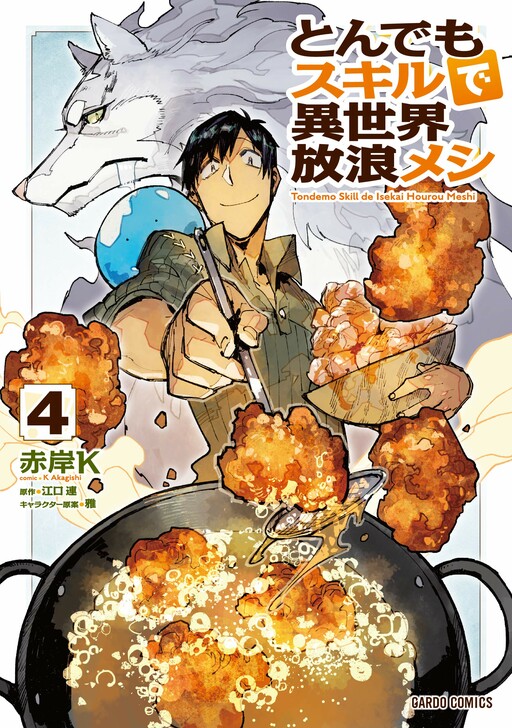 とんでも
スキルで
異世界
放浪メシ
Tondemo Skill de Isekai Hourou Meshi
4
赤岸K
comic● K Akagishi
原作●江口 連
キャラクター原案●雅
GARDO COMICS